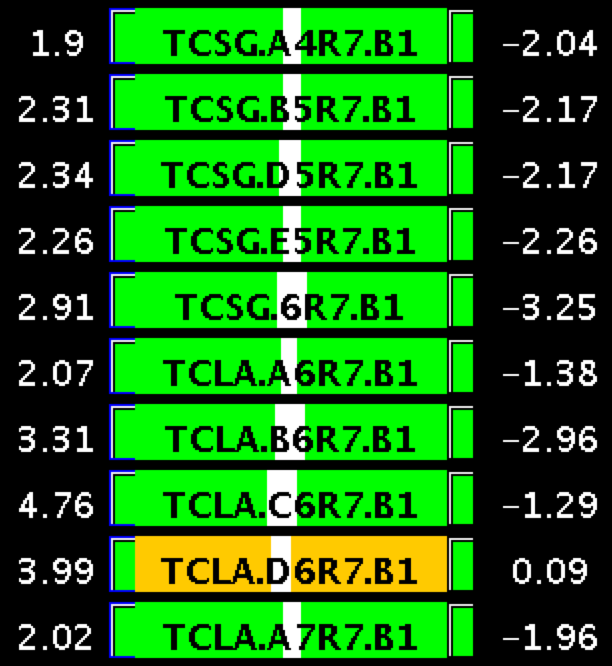 1.9 TCSG.A4R7.B1 −2.04
2.31 TCSG.B5R7.B1 −2.17
2.34 TCSG.D5R7.B1 −2.17
2.26 TCSG.E5R7.B1 −2.26
2.91 TCSG.6R7.B1 −3.25
2.07 TCLA.A6R7.B1 −1.38
3.31 TCLA.B6R7.B1 −2.96
4.76 TCLA.C6R7.B1 −1.29
3.99 TCLA.D6R7.B1 0.09
2.02 TCLA.A7R7.B1 −1.96